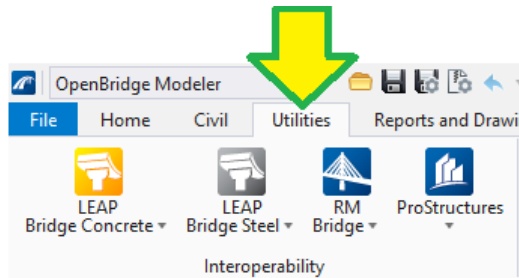 OpenBridge Modeler
File Home Civil Utilities Reports and Drawi
LEAP Bridge Concrete LEAP Bridge Steel RM Bridge ProStructures
Interoperability